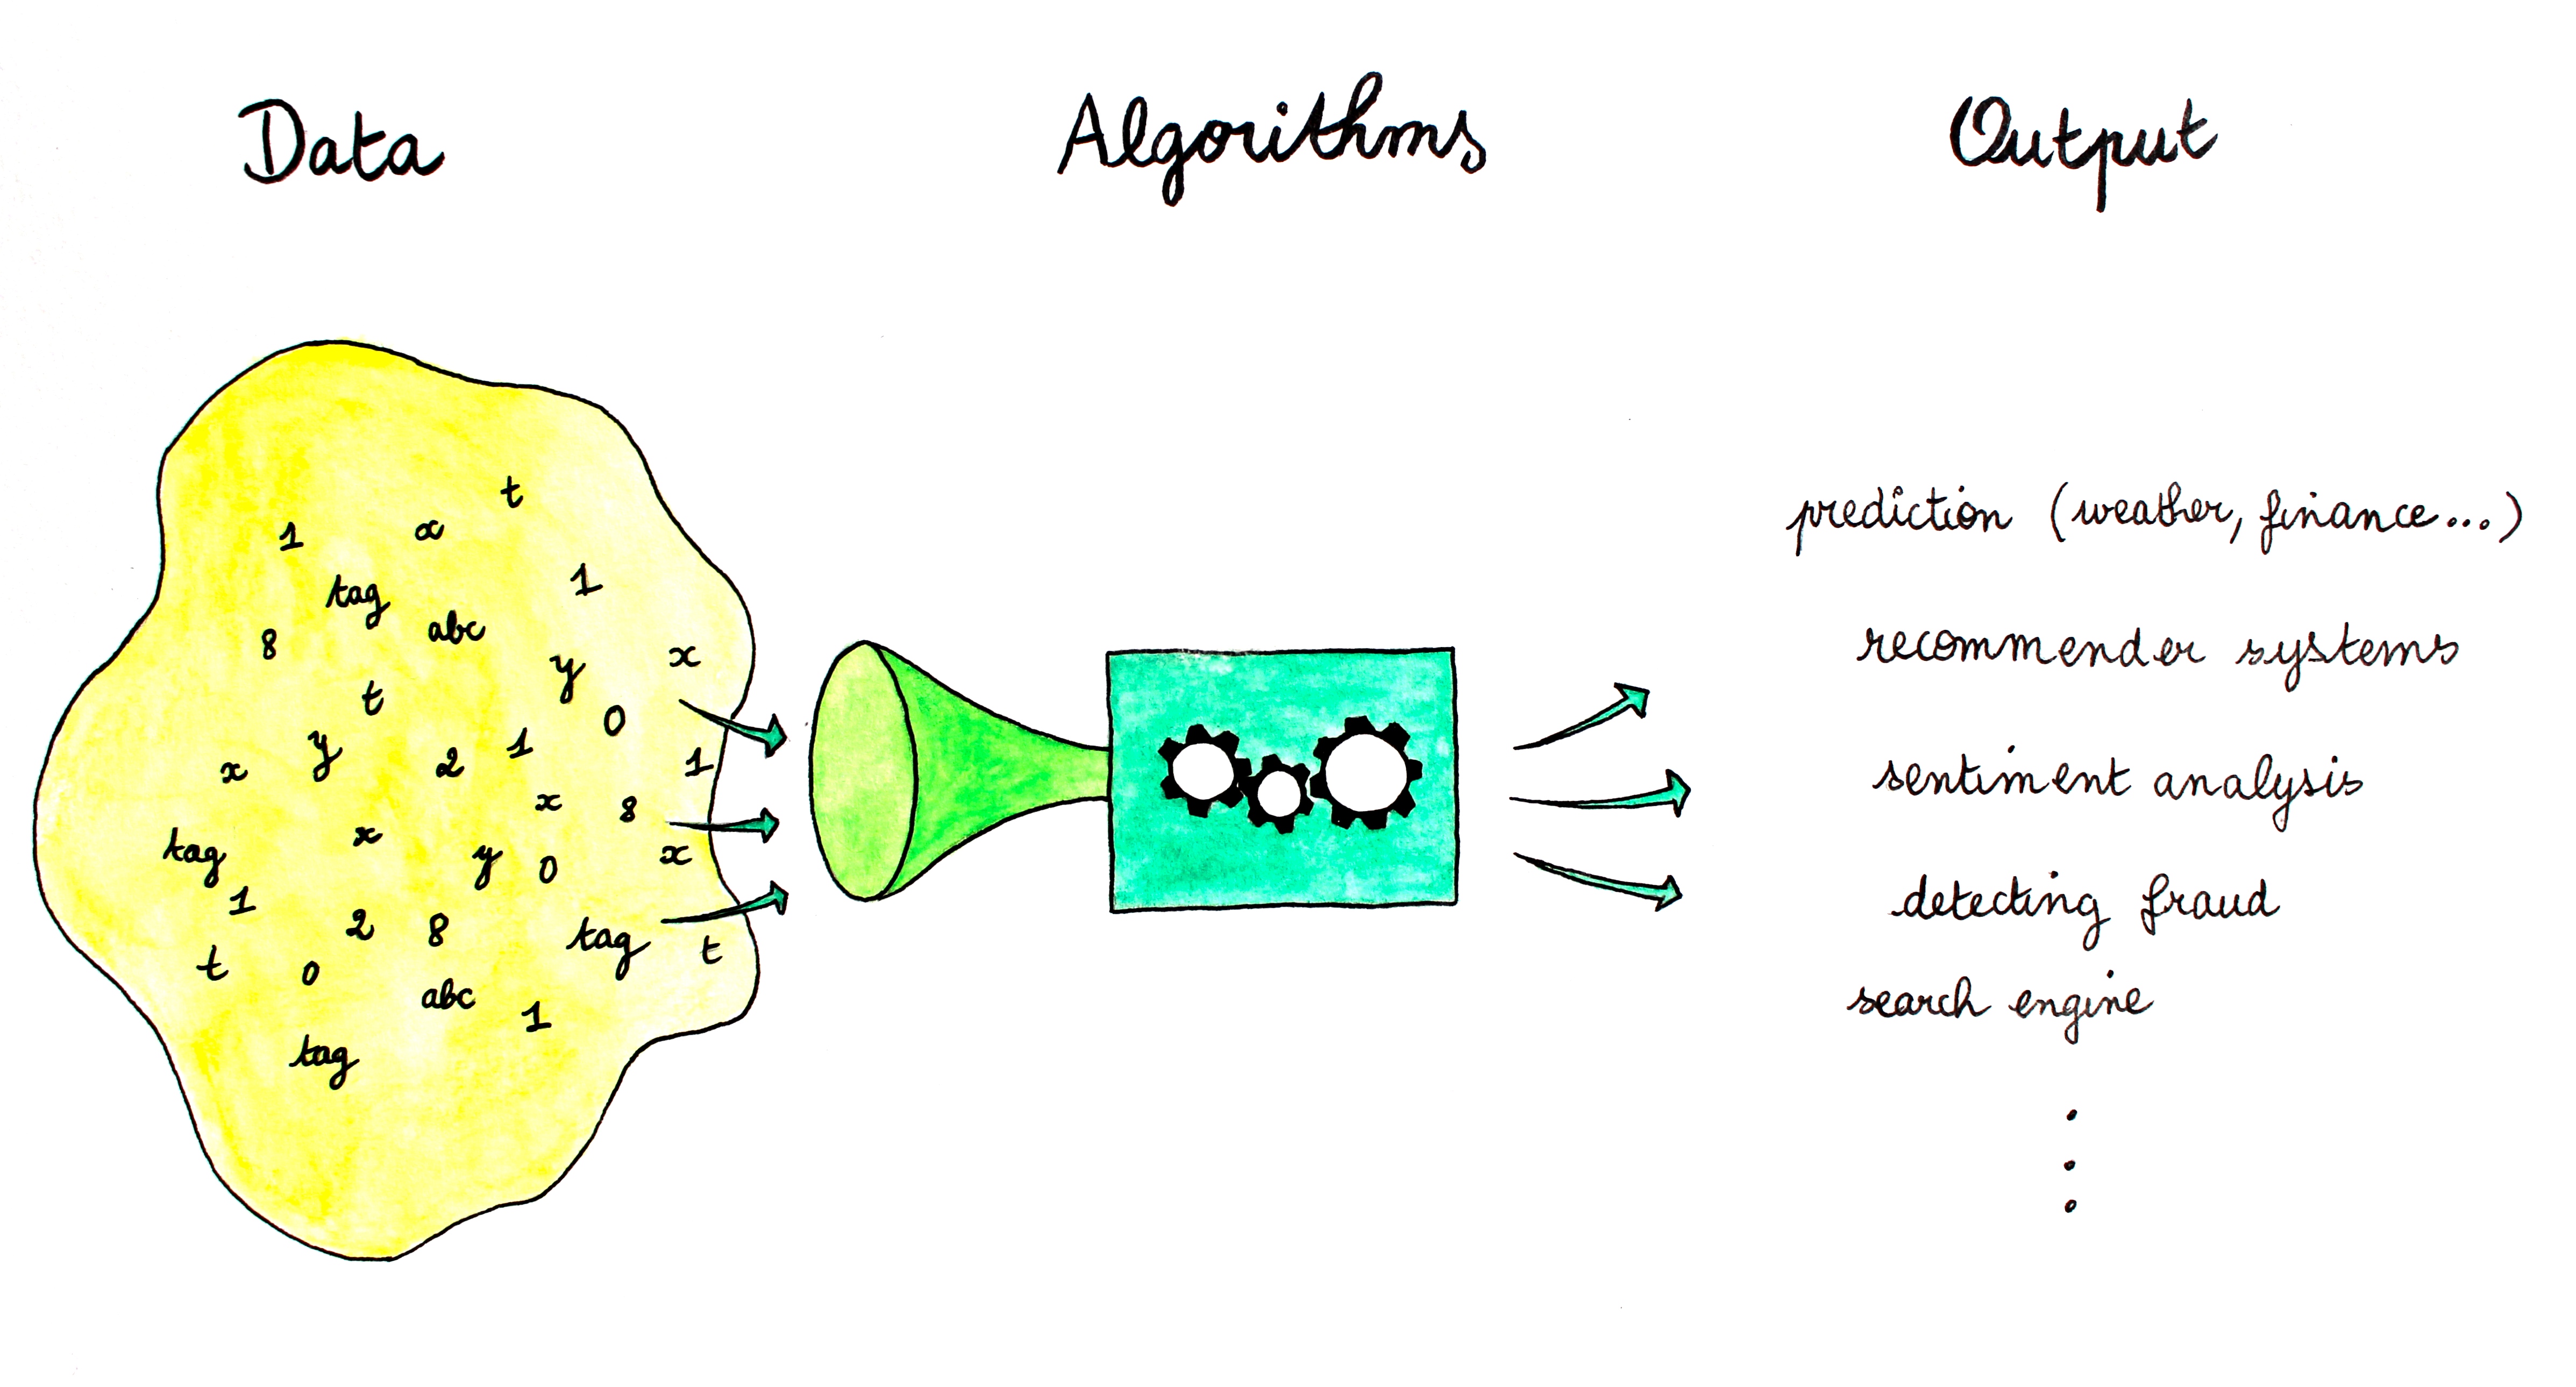 Data Algorithms Output
t
1 x
tag 1
8 abc
y x
t 0
y 2 1 1
x
x 8
tag x y 0 x
1 2 8 tag t
t 0 abc 1
tag
prediction (weather, finance...)
recommender systems
sentiment analysis
detecting fraud
search engine
.
.
.